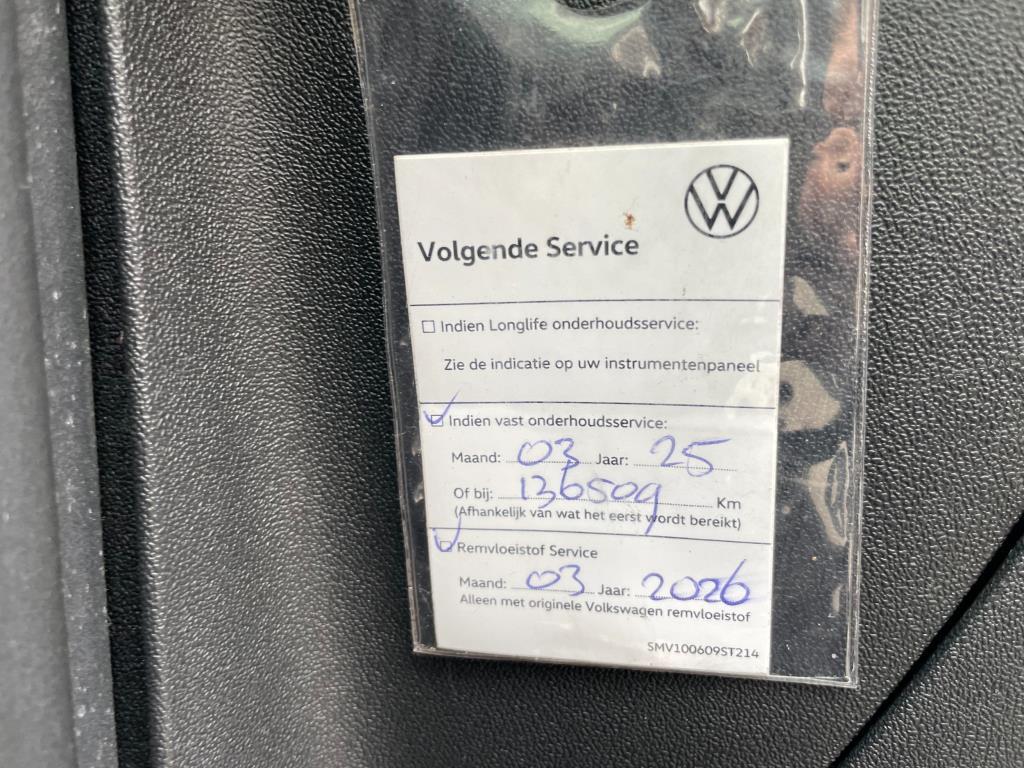 Volgende Service
Indien Longlife onderhoudsservice:
Zie de indicatie op uw instrumentenpaneel
Indien vast onderhoudsservice:
Maand: 03 Jaar: 25
Of bij: 136509 Km
(Afhankelijk van wat het eerst wordt bereikt)
Remvloeistof Service
Maand: 03 Jaar: 2026
Alleen met originele Volkswagen remvloeistof
SMV100609ST214